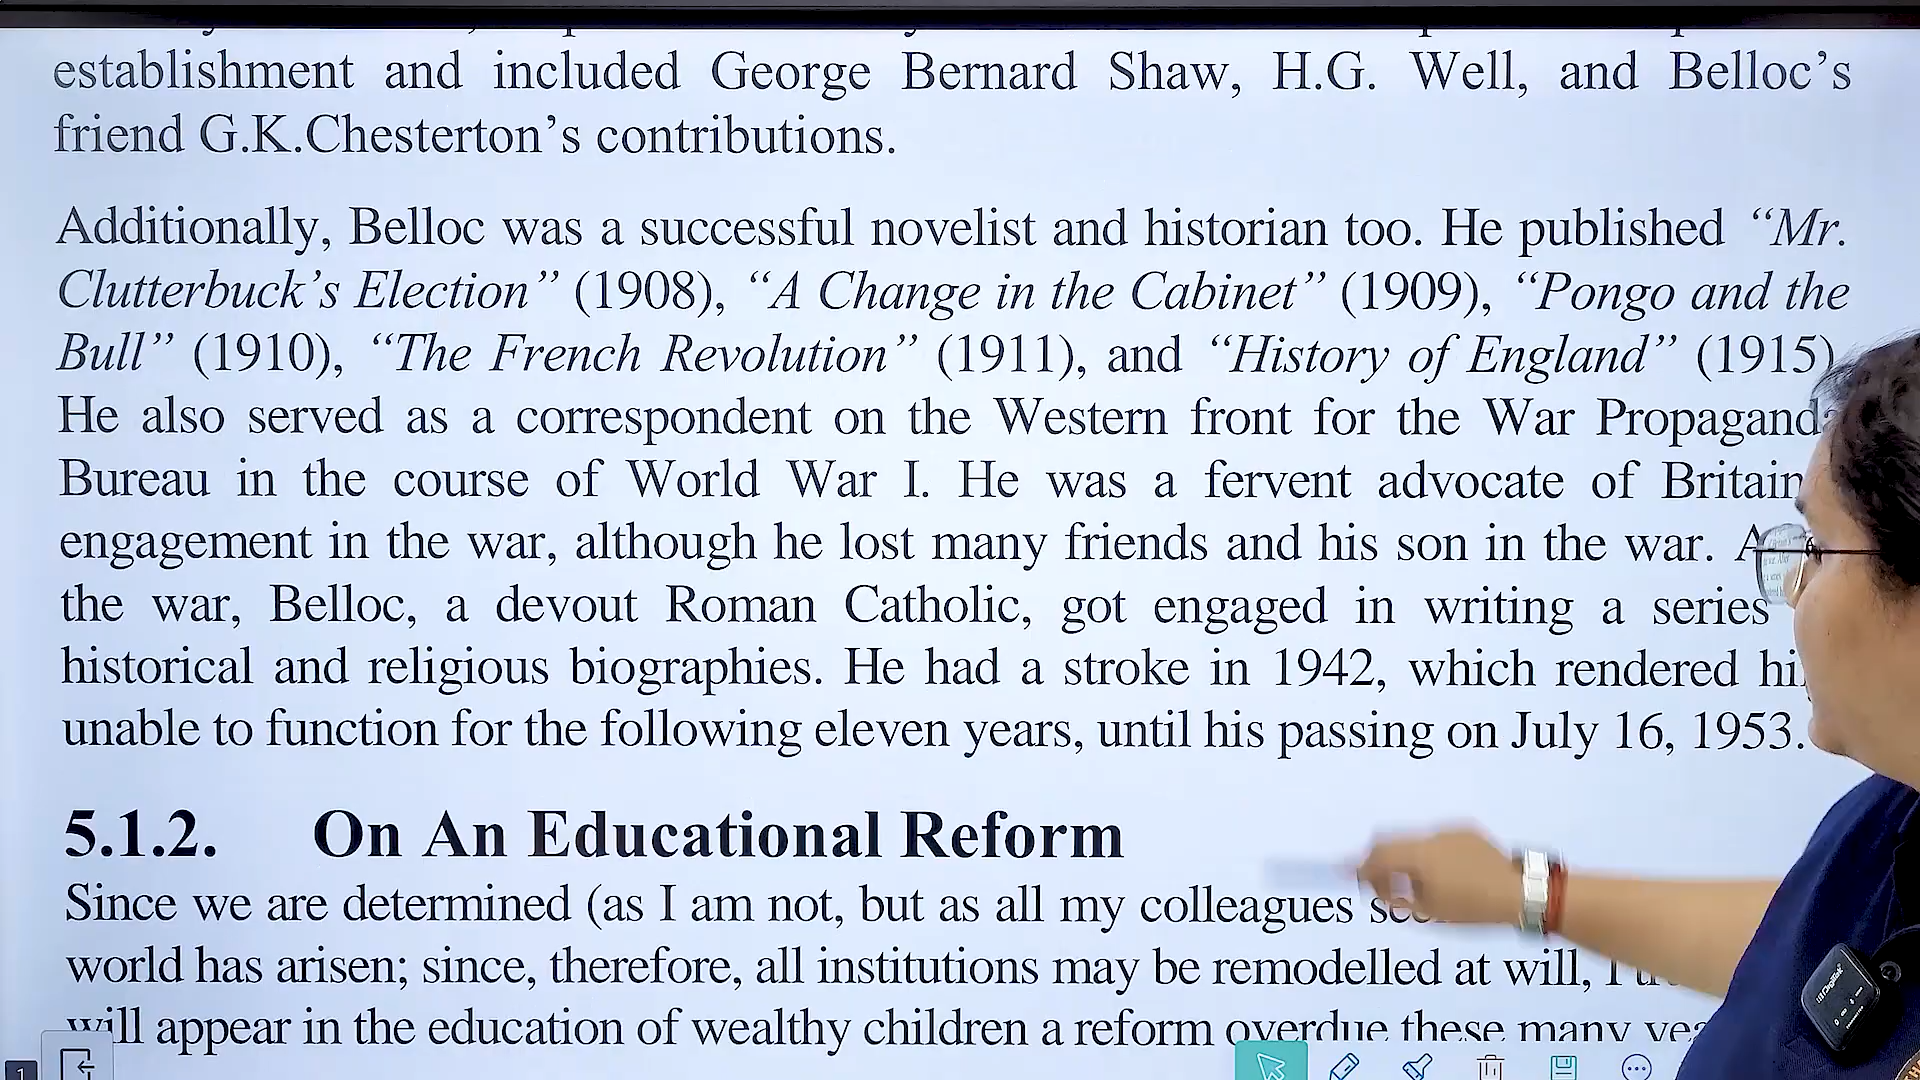 establishment and included George Bernard Shaw, H.G. Well, and Belloc’s
friend G.K.Chesterton’s contributions.
Additionally, Belloc was a successful novelist and historian too. He published “Mr.
Clutterbuck’s Election” (1908), “A Change in the Cabinet” (1909), “Pongo and the
Bull” (1910), “The French Revolution” (1911), and “History of England” (1915)
He also served as a correspondent on the Western front for the War Propaganda
Bureau in the course of World War I. He was a fervent advocate of Britain
engagement in the war, although he lost many friends and his son in the war.
the war, Belloc, a devout Roman Catholic, got engaged in writing a series
historical and religious biographies. He had a stroke in 1942, which rendered
unable to function for the following eleven years, until his passing on July 16, 1953.
5.1.2. On An Educational Reform
Since we are determined (as I am not, but as all my colleagues
world has arisen; since, therefore, all institutions may be remodelled at will, I
will appear in the education of wealthy children a reform overdue these many
1